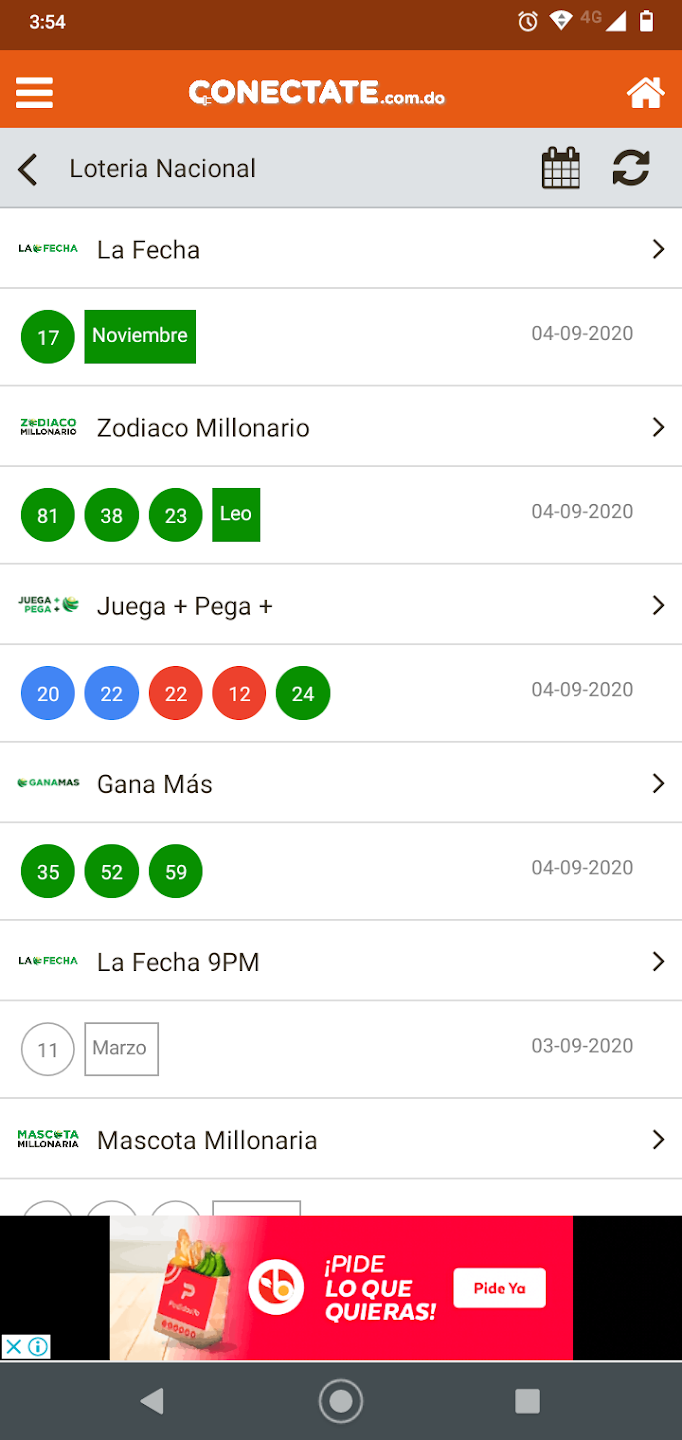 3:54
4G
CONECTATE.com.do
Loteria Nacional
LA FECHA
La Fecha
17 Noviembre 04-09-2020
ZODIACO
MILLONARIO
Zodiaco Millonario
81 38 23 Leo 04-09-2020
JUEGA +
PEGA +
Juega + Pega +
20 22 22 12 24 04-09-2020
GANAMAS
Gana Más
35 52 59 04-09-2020
LA FECHA
La Fecha 9PM
11 Marzo 03-09-2020
MASCOTA
MILLONARIA
Mascota Millonaria
PedidosYa
¡PIDE
LO QUE
QUIERAS!
Pide Ya